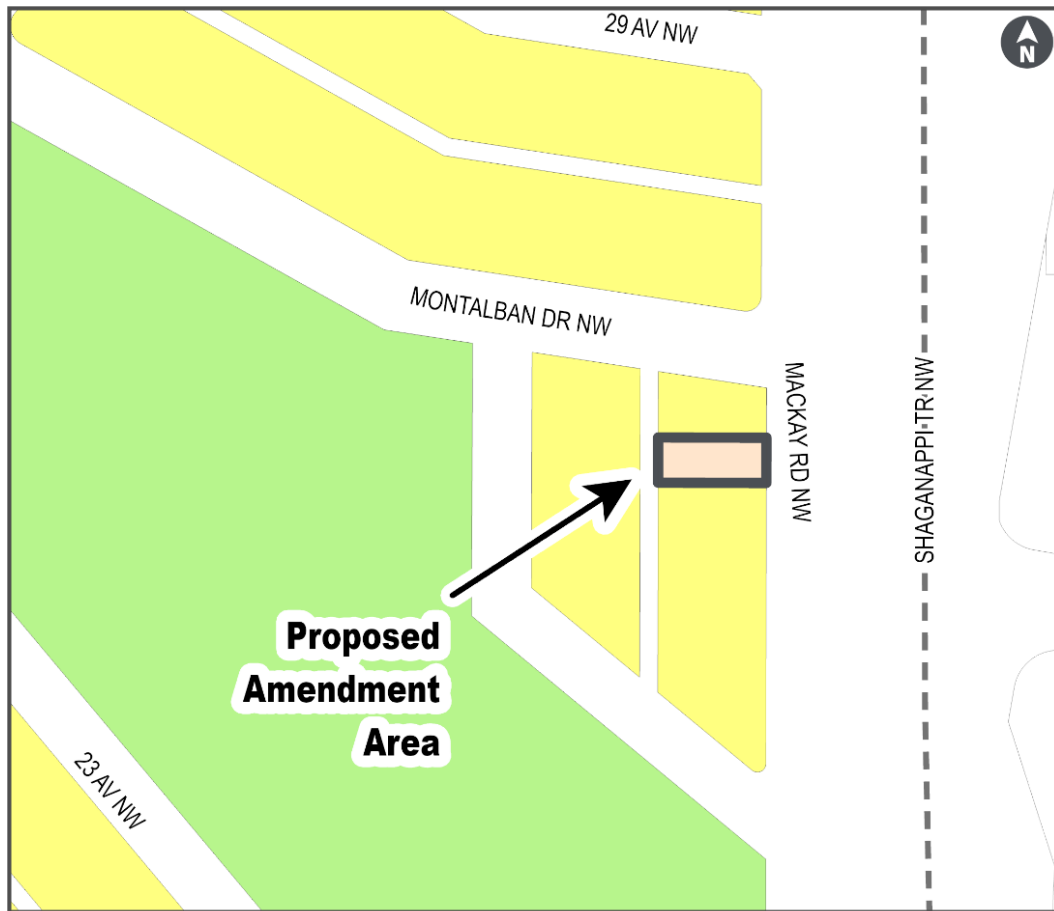 29 AV NW
N
MONTALBAN DR NW
MACKAY RD NW
SHAGANAPPI TR NW
Proposed
Amendment
Area
23 AV NW